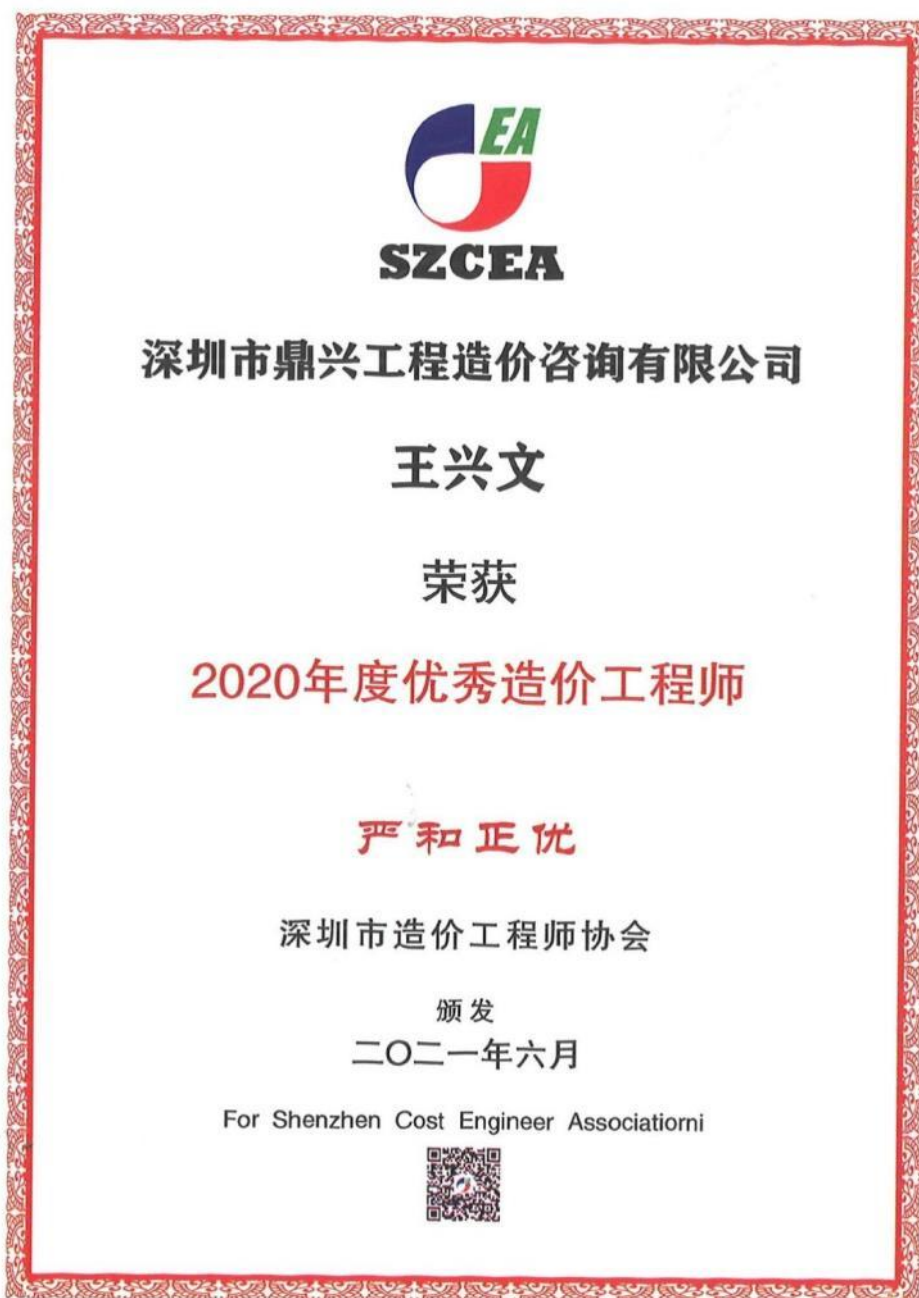 EA
SZCEA
深圳市鼎兴工程造价咨询有限公司
王兴文
荣获
2020年度优秀造价工程师
严和正优
深圳市造价工程师协会
颁发
二〇二一年六月
For Shenzhen Cost Engineer Associatiorni